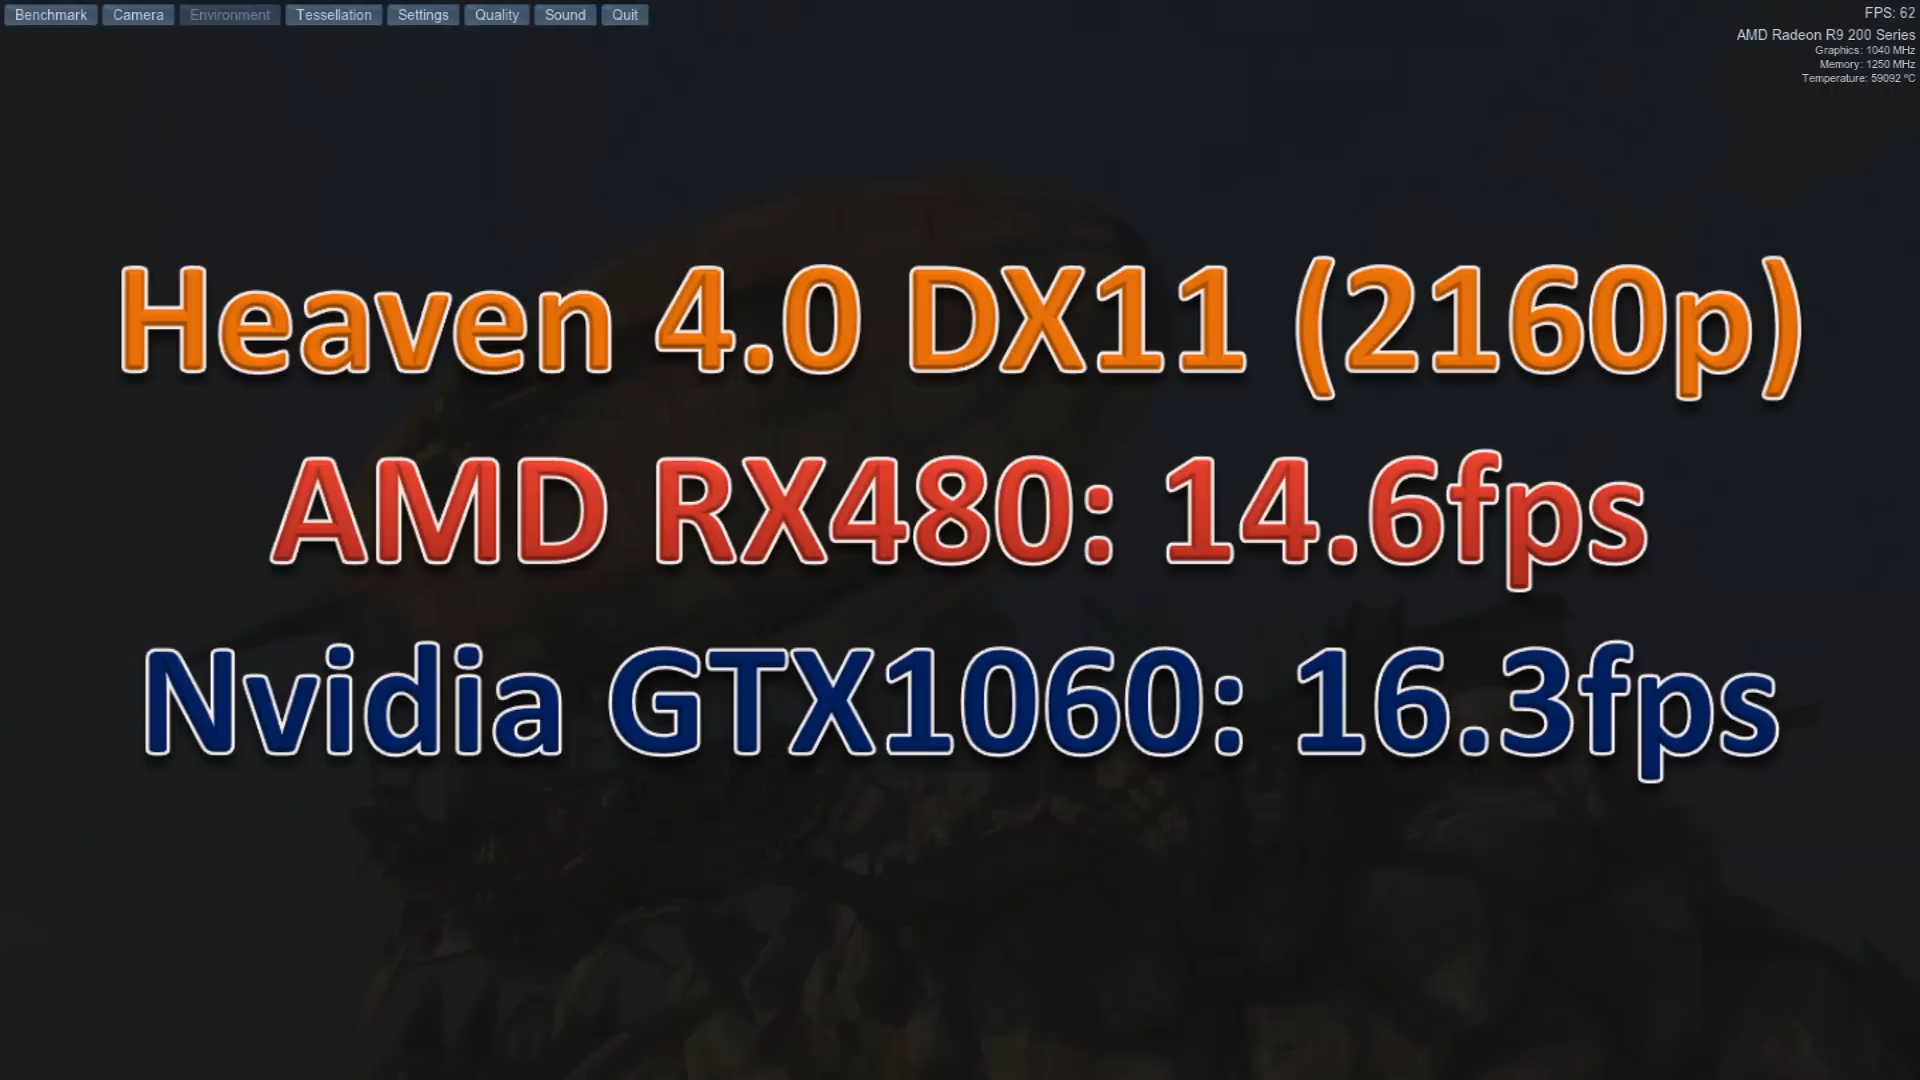 Benchmark Camera Environment Tessellation Settings Quality Sound Quit
FPS: 62
AMD Radeon R9 200 Series
Graphics: 1040 MHz
Memory: 1250 MHz
Temperature: 59092 °C
Heaven 4.0 DX11 (2160p)
AMD RX480: 14.6fps
Nvidia GTX1060: 16.3fps